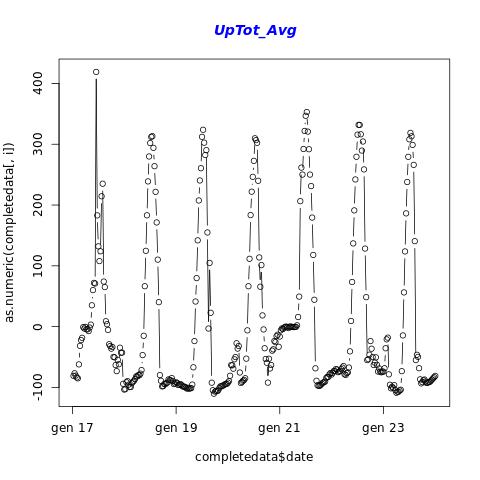 UpTot_Avg
as.numeric(completedata[, i])
400
300
200
100
0
-100
gen 17
gen 19
gen 21
gen 23
completedata$date